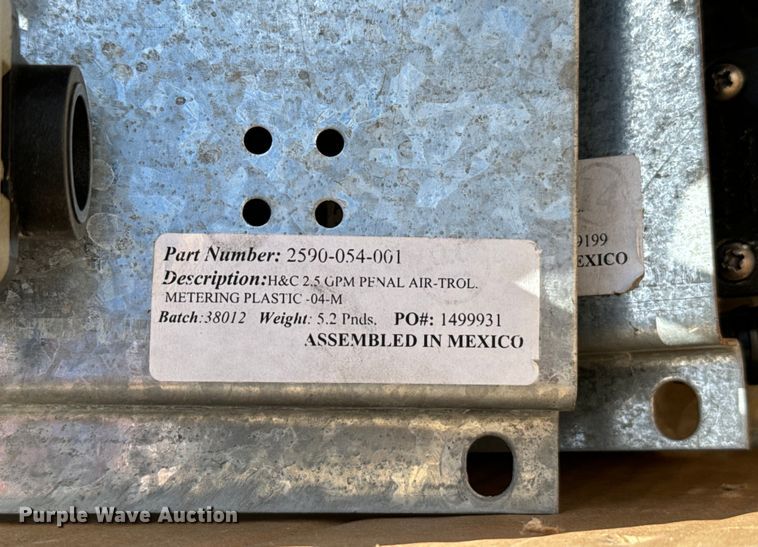 Part Number: 2590-054-001
Description:H&C 2.5 GPM PENAL AIR-TROL.
METERING PLASTIC -04-M
Batch:38012 Weight: 5.2 Pnds. PO#: 1499931
ASSEMBLED IN MEXICO
9199
EXICO
Purple Wave Auction